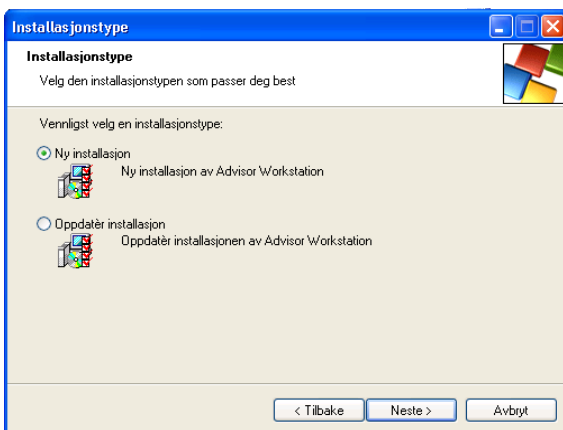 Installasjonstype
Installasjonstype
Velg den installasjonstypen som passer deg best
Vennligst velg en installasjonstype:
Ny installasjon
Ny installasjon av Advisor Workstation
Oppdatèr installasjon
Oppdatèr installasjonen av Advisor Workstation
< Tilbake
Neste >
Avbryt